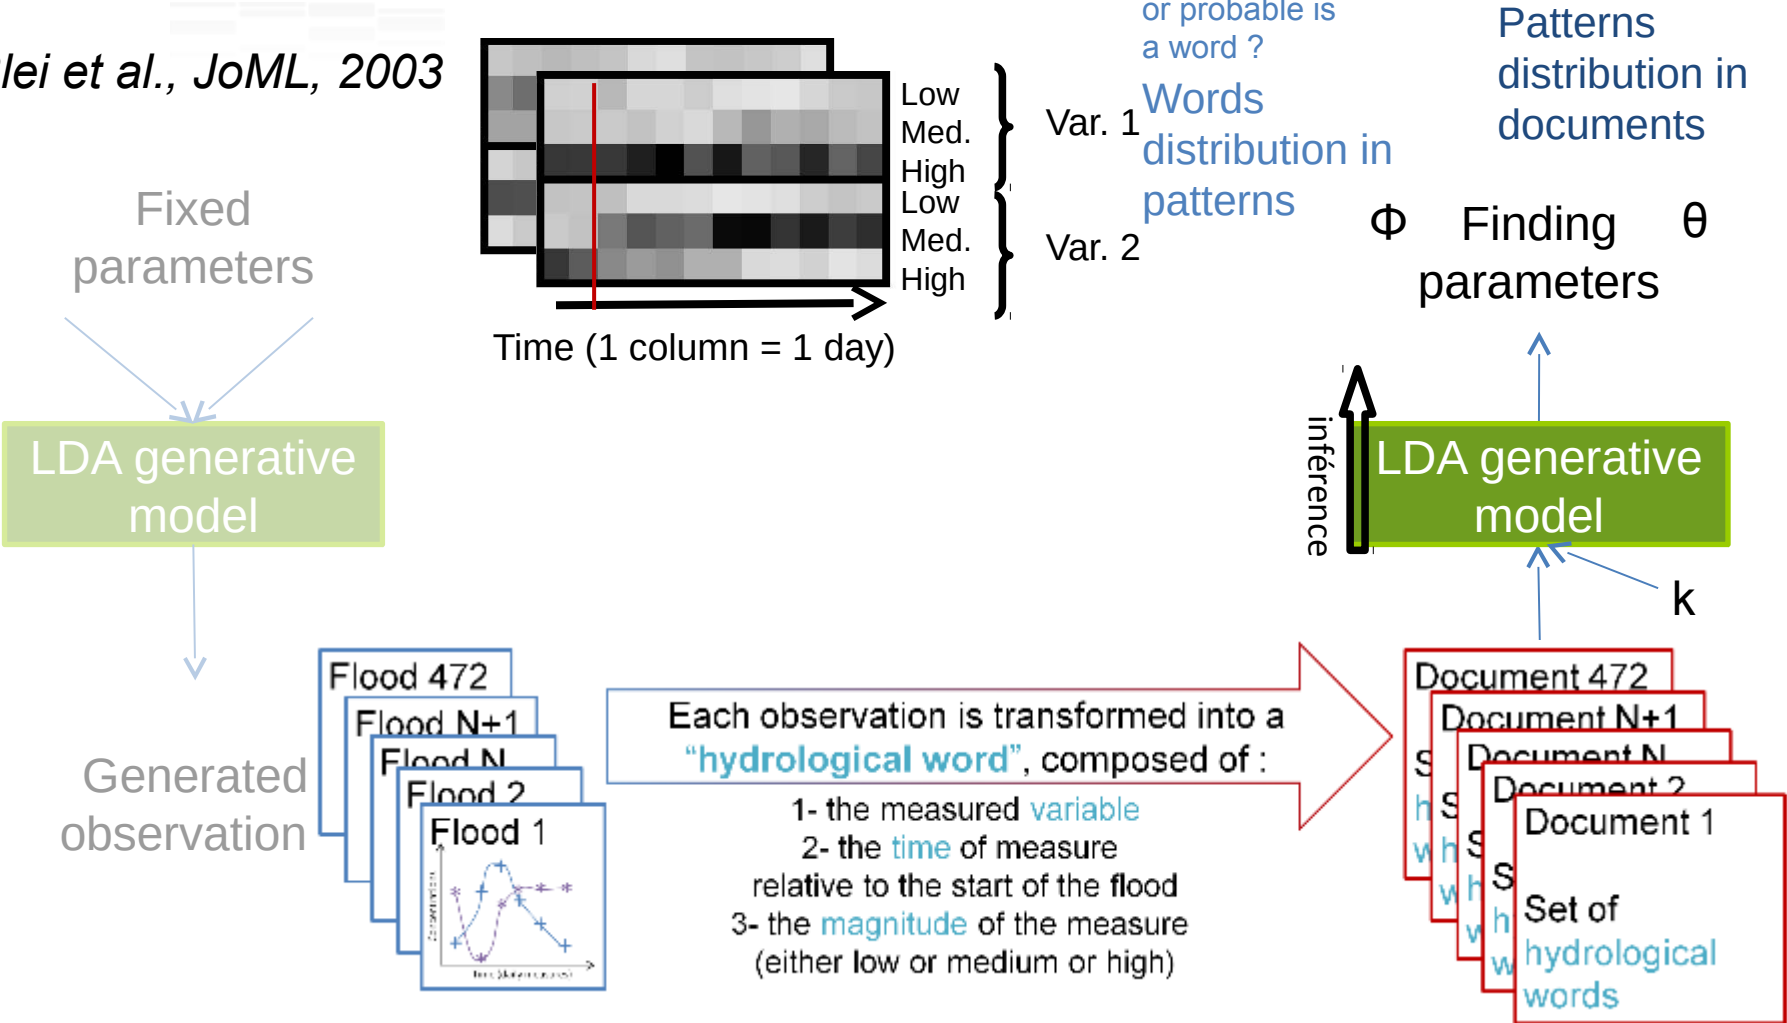 or probable is
a word ?
Words
distribution in
patterns
Patterns
distribution in
documents
lei et al., JoML, 2003
Low
Med.
High
Low
Med.
High
Var. 1
Var. 2
Time (1 column = 1 day)
Fixed
parameters
Φ Finding θ
parameters
LDA generative
model
inférence
LDA generative
model
k
Generated
observation
Flood 472
Flood N+1
Flood N
Flood 2
Flood 1
Time (daily measures)
Each observation is transformed into a
“hydrological word”, composed of :
1- the measured variable
2- the time of measure
relative to the start of the flood
3- the magnitude of the measure
(either low or medium or high)
Document 472
Document N+1
Document N
Document 2
Document 1
S
h
w
S
h
w
S
h
w
S
h
w
Set of
hydrological
words